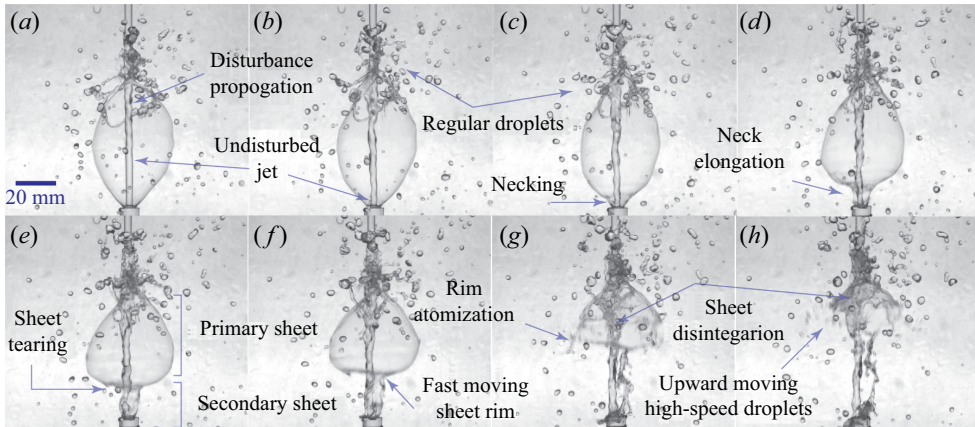 (a)
(b)
(c)
(d)
Disturbance
propogation
Regular droplets
Undisturbed
jet
Neck
elongation
Necking
20 mm
(e)
(f)
(g)
(h)
Rim
atomization
Sheet
tearing
Primary sheet
Sheet
disintegarion
Secondary sheet
Fast moving
sheet rim
Upward moving
high-speed droplets